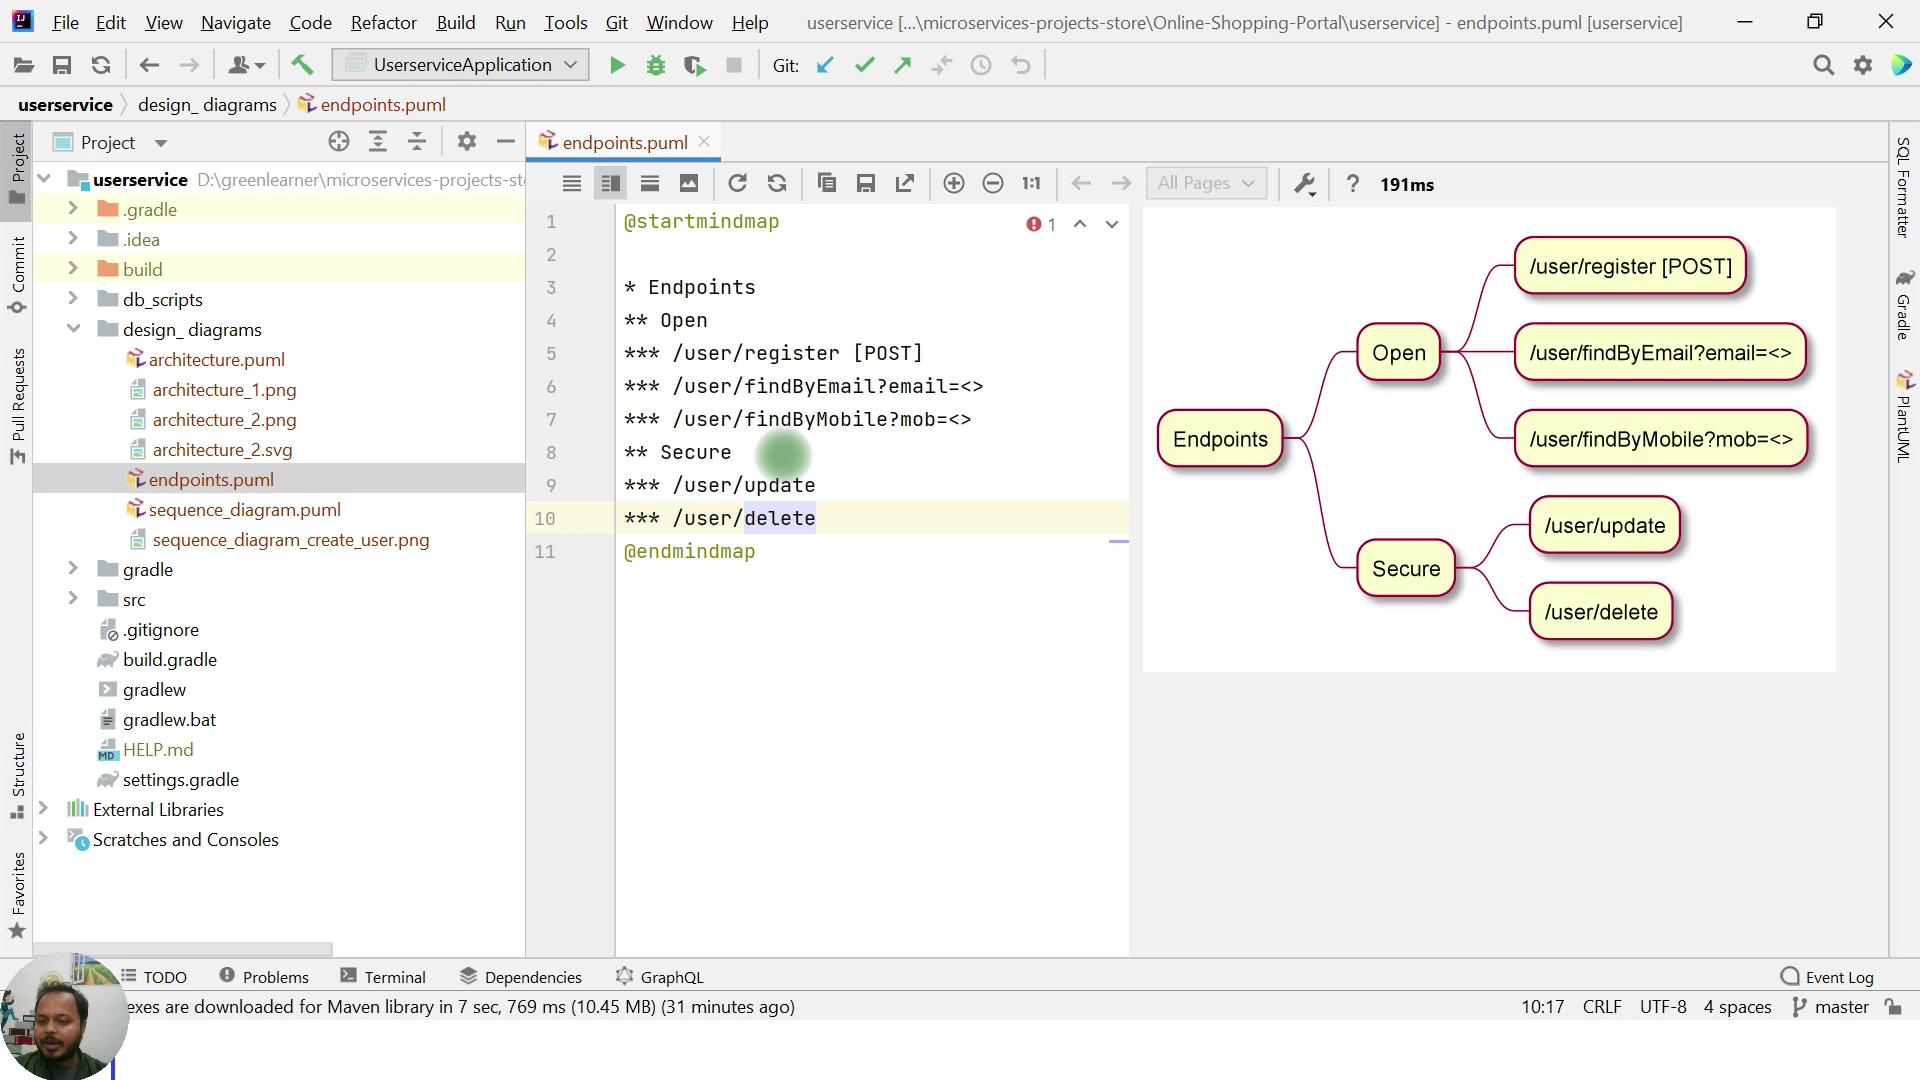 File Edit View Navigate Code Refactor Build Run Tools Git Window Help userservice [...\microservices-projects-store\Online-Shopping-Portal\userservice] - endpoints.puml [userservice]
UserserviceApplication Git:
userservice design_ diagrams endpoints.puml
Project
Commit
Pull Requests
Structure
Favorites
Project
userservice D:\greenlearner\microservices-projects-st
.gradle
.idea
build
db_scripts
design_ diagrams
architecture.puml
architecture_1.png
architecture_2.png
architecture_2.svg
endpoints.puml
sequence_diagram.puml
sequence_diagram_create_user.png
gradle
src
.gitignore
build.gradle
gradlew
gradlew.bat
HELP.md
settings.gradle
External Libraries
Scratches and Consoles
endpoints.puml
1:1 All Pages ? 191ms
1 @startmindmap
1
2
3 * Endpoints
4 ** Open
5 *** /user/register [POST]
6 *** /user/findByEmail?email=<>
7 *** /user/findByMobile?mob=<>
8 ** Secure
9 *** /user/update
10 *** /user/delete
11 @endmindmap
/user/register [POST]
Open
/user/findByEmail?email=<>
Endpoints
/user/findByMobile?mob=<>
/user/update
Secure
/user/delete
SQL Formatter
Gradle
PlantUML
TODO Problems Terminal Dependencies GraphQL Event Log
exes are downloaded for Maven library in 7 sec, 769 ms (10.45 MB) (31 minutes ago) 10:17 CRLF UTF-8 4 spaces master